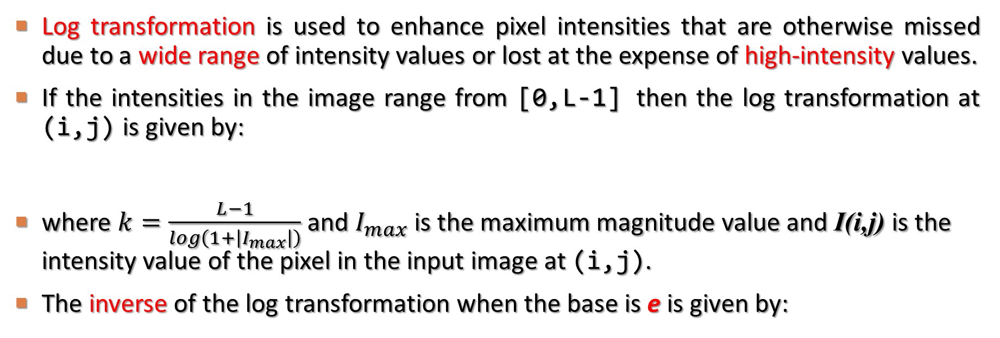 ▪ Log transformation is used to enhance pixel intensities that are otherwise missed
due to a wide range of intensity values or lost at the expense of high-intensity values.
▪ If the intensities in the image range from [0,L-1] then the log transformation at
(i,j) is given by:
▪ where k = \frac{L-1}{log(1+|I_{max}|)} and I_{max} is the maximum magnitude value and I(i,j) is the
intensity value of the pixel in the input image at (i,j).
▪ The inverse of the log transformation when the base is e is given by: